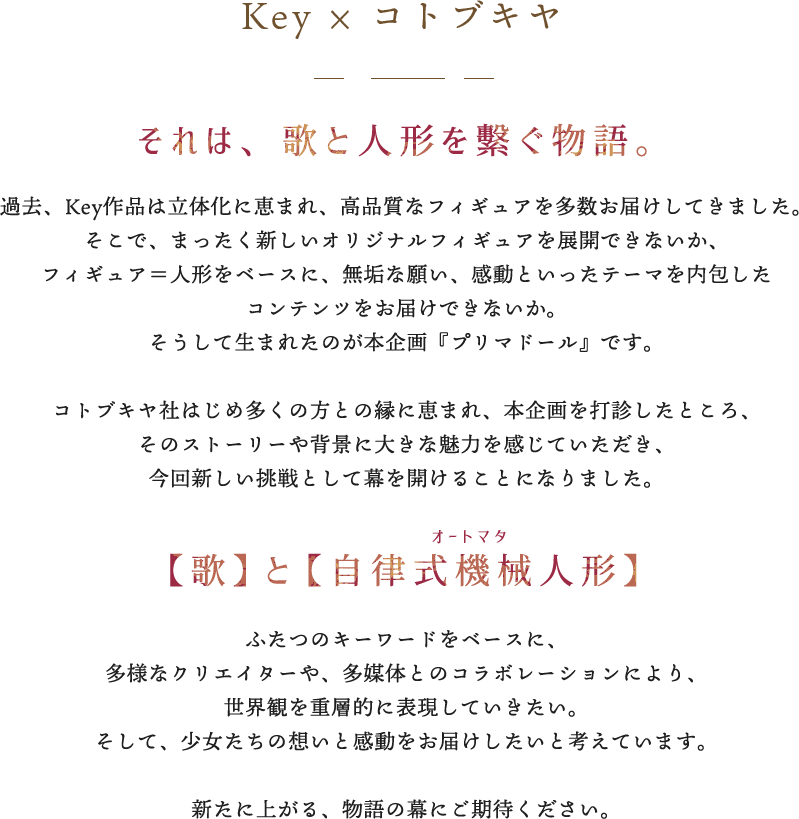 Key × コトブキヤ
それは、歌と人形を繋ぐ物語。
過去、Key作品は立体化に恵まれ、高品質なフィギュアを多数お届けしてきました。
そこで、まったく新しいオリジナルフィギュアを展開できないか、
フィギュア＝人形をベースに、無垢な願い、感動といったテーマを内包した
コンテンツをお届けできないか。
そうして生まれたのが本企画『プリマドール』です。
コトブキヤ社はじめ多くの方との縁に恵まれ、本企画を打診したところ、
そのストーリーや背景に大きな魅力を感じていただき、
今回新しい挑戦として幕を開けることになりました。
オートマタ
【歌】と【自律式機械人形】
ふたつのキーワードをベースに、
多様なクリエイターや、多媒体とのコラボレーションにより、
世界観を重層的に表現していきたい。
そして、少女たちの想いと感動をお届けしたいと考えています。
新たに上がる、物語の幕にご期待ください。